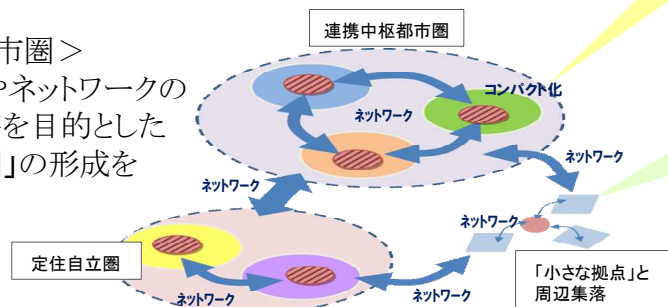 市圏>
ネットワークの
を目的とした
」の形成を
連携中枢都市圏
コンパクト化
ネットワーク
ネットワーク
ネットワーク
ネットワーク
定住自立圏
ネットワーク
ネットワーク
「小さな拠点」と
周辺集落